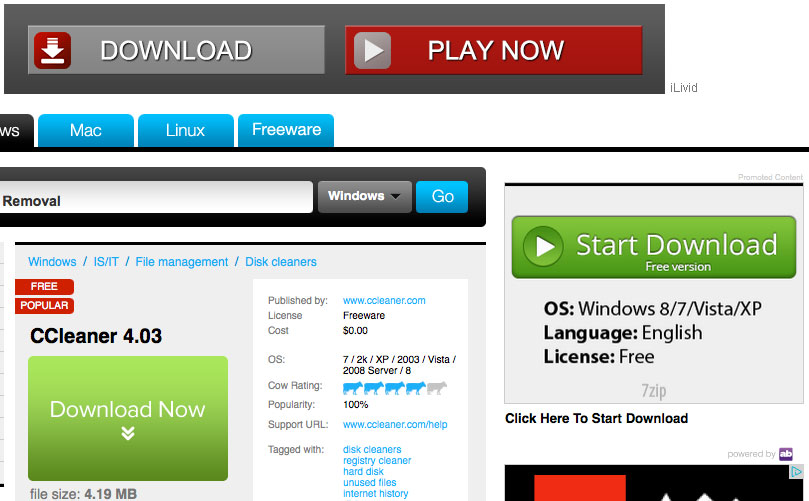 DOWNLOAD
PLAY NOW
iLivid
ws
Mac
Linux
Freeware
Removal
Windows
Go
Windows / IS/IT / File management / Disk cleaners
FREE
POPULAR
CCleaner 4.03
Download Now
file size: 4.19 MB
Published by: www.ccleaner.com
License Freeware
Cost $0.00
OS: 7 / 2k / XP / 2003 / Vista /
2008 Server / 8
Cow Rating:
Popularity: 100%
Support URL: www.ccleaner.com/help
Tagged with: disk cleaners
registry cleaner
hard disk
unused files
internet history
Promoted Content
Start Download
Free version
OS: Windows 8/7/Vista/XP
Language: English
License: Free
7zip
Click Here To Start Download
powered by ab